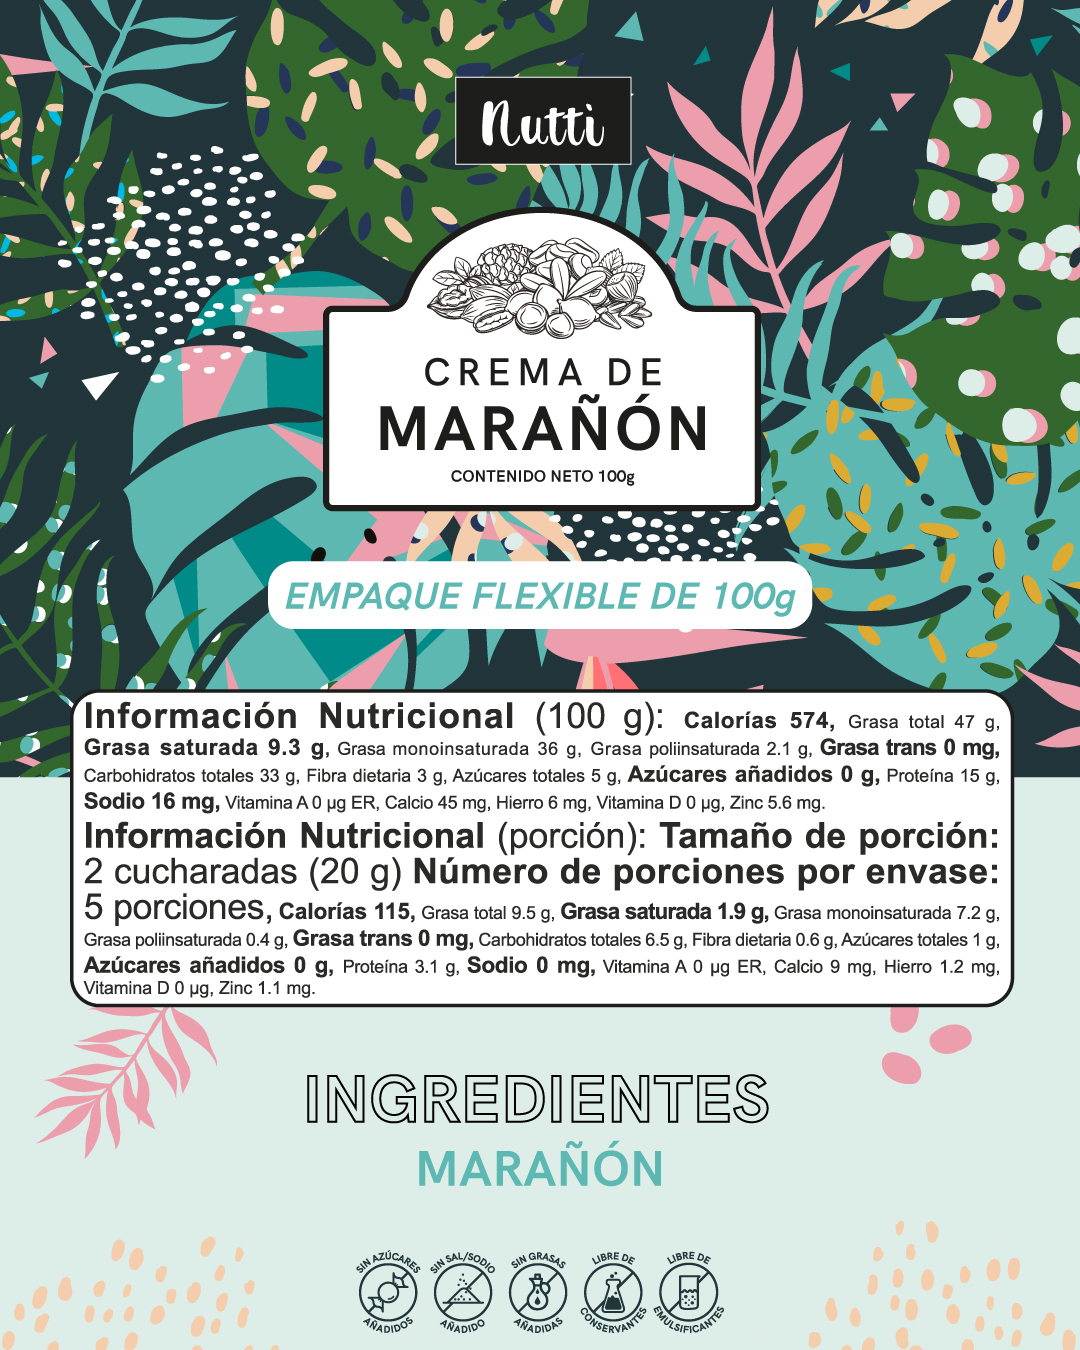 Nutti
CREMA DE
MARAÑÓN
CONTENIDO NETO 100g
EMPAQUE FLEXIBLE DE 100g
Información Nutricional (100 g): Calorías 574, Grasa total 47 g,
Grasa saturada 9.3 g, Grasa monoinsaturada 36 g, Grasa poliinsaturada 2.1 g, Grasa trans 0 mg,
Carbohidratos totales 33 g, Fibra dietaria 3 g, Azúcares totales 5 g, Azúcares añadidos 0 g, Proteína 15 g,
Sodio 16 mg, Vitamina A 0 µg ER, Calcio 45 mg, Hierro 6 mg, Vitamina D 0 µg, Zinc 5.6 mg.
Información Nutricional (porción): Tamaño de porción:
2 cucharadas (20 g) Número de porciones por envase:
5 porciones, Calorías 115, Grasa total 9.5 g, Grasa saturada 1.9 g, Grasa monoinsaturada 7.2 g,
Grasa poliinsaturada 0.4 g, Grasa trans 0 mg, Carbohidratos totales 6.5 g, Fibra dietaria 0.6 g, Azúcares totales 1 g,
Azúcares añadidos 0 g, Proteína 3.1 g, Sodio 0 mg, Vitamina A 0 µg ER, Calcio 9 mg, Hierro 1.2 mg,
Vitamina D 0 µg, Zinc 1.1 mg.
INGREDIENTES
MARAÑÓN
SIN AZÚCARES AÑADIDOS
SIN SAL/SODIO AÑADIDO
SIN GRASAS AÑADIDAS
LIBRE DE CONSERVANTES
LIBRE DE EMULSIFICANTES